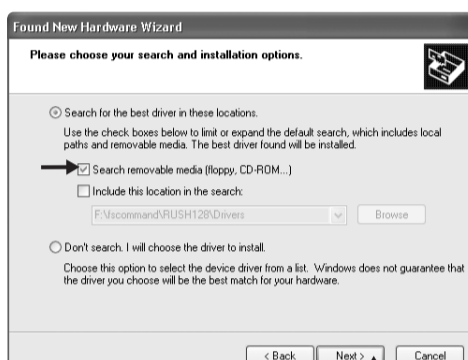 Found New Hardware Wizard
Please choose your search and installation options.
Search for the best driver in these locations.
Use the check boxes below to limit or expand the default search, which includes local
paths and removable media. The best driver found will be installed.
Search removable media (floppy, CD-ROM...)
Include this location in the search:
F:\fscommand\RUSH128\Drivers
Browse
Don't search. I will choose the driver to install.
Choose this option to select the device driver from a list. Windows does not guarantee that
the driver you choose will be the best match for your hardware.
< Back Next > Cancel